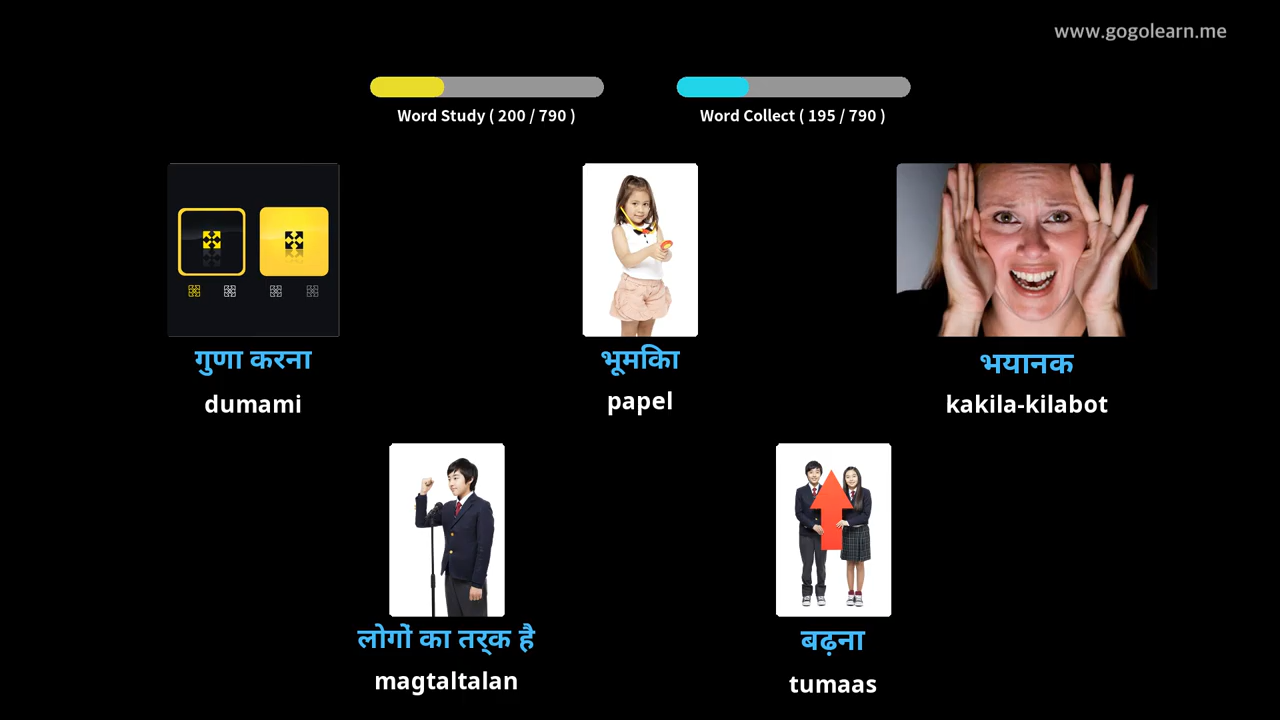 www.gogolearn.me
Word Study ( 200 / 790 )
Word Collect ( 195 / 790 )
गुणा करना
dumami
भूमिका
papel
भयानक
kakila-kilabot
लोगों का तर्क है
magtaltalan
बढ़ना
tumaas